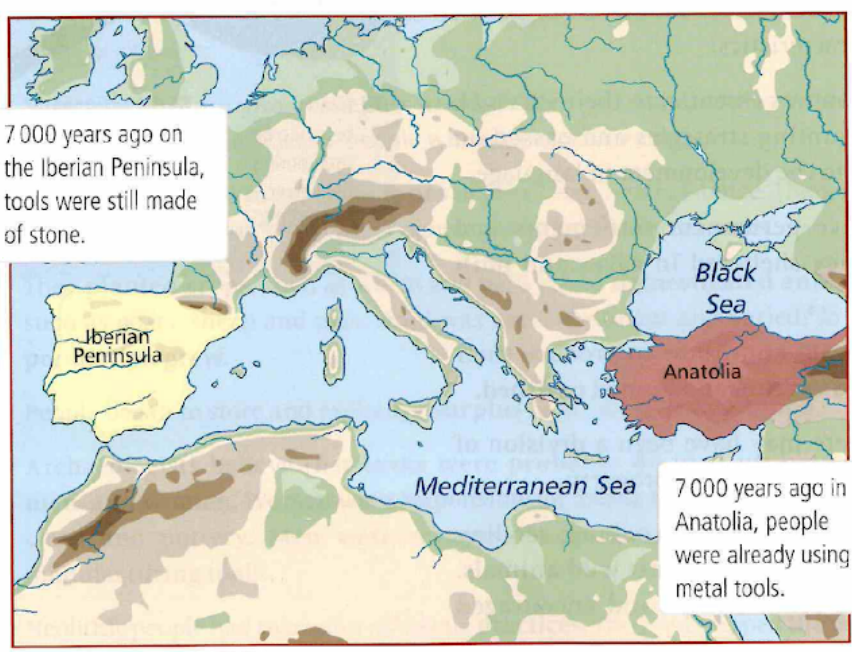 7 000 years ago on
the Iberian Peninsula,
tools were still made
of stone.
Black
Sea
Iberian
Peninsula
Anatolia
Mediterranean Sea
7 000 years ago in
Anatolia, people
were already using
metal tools.